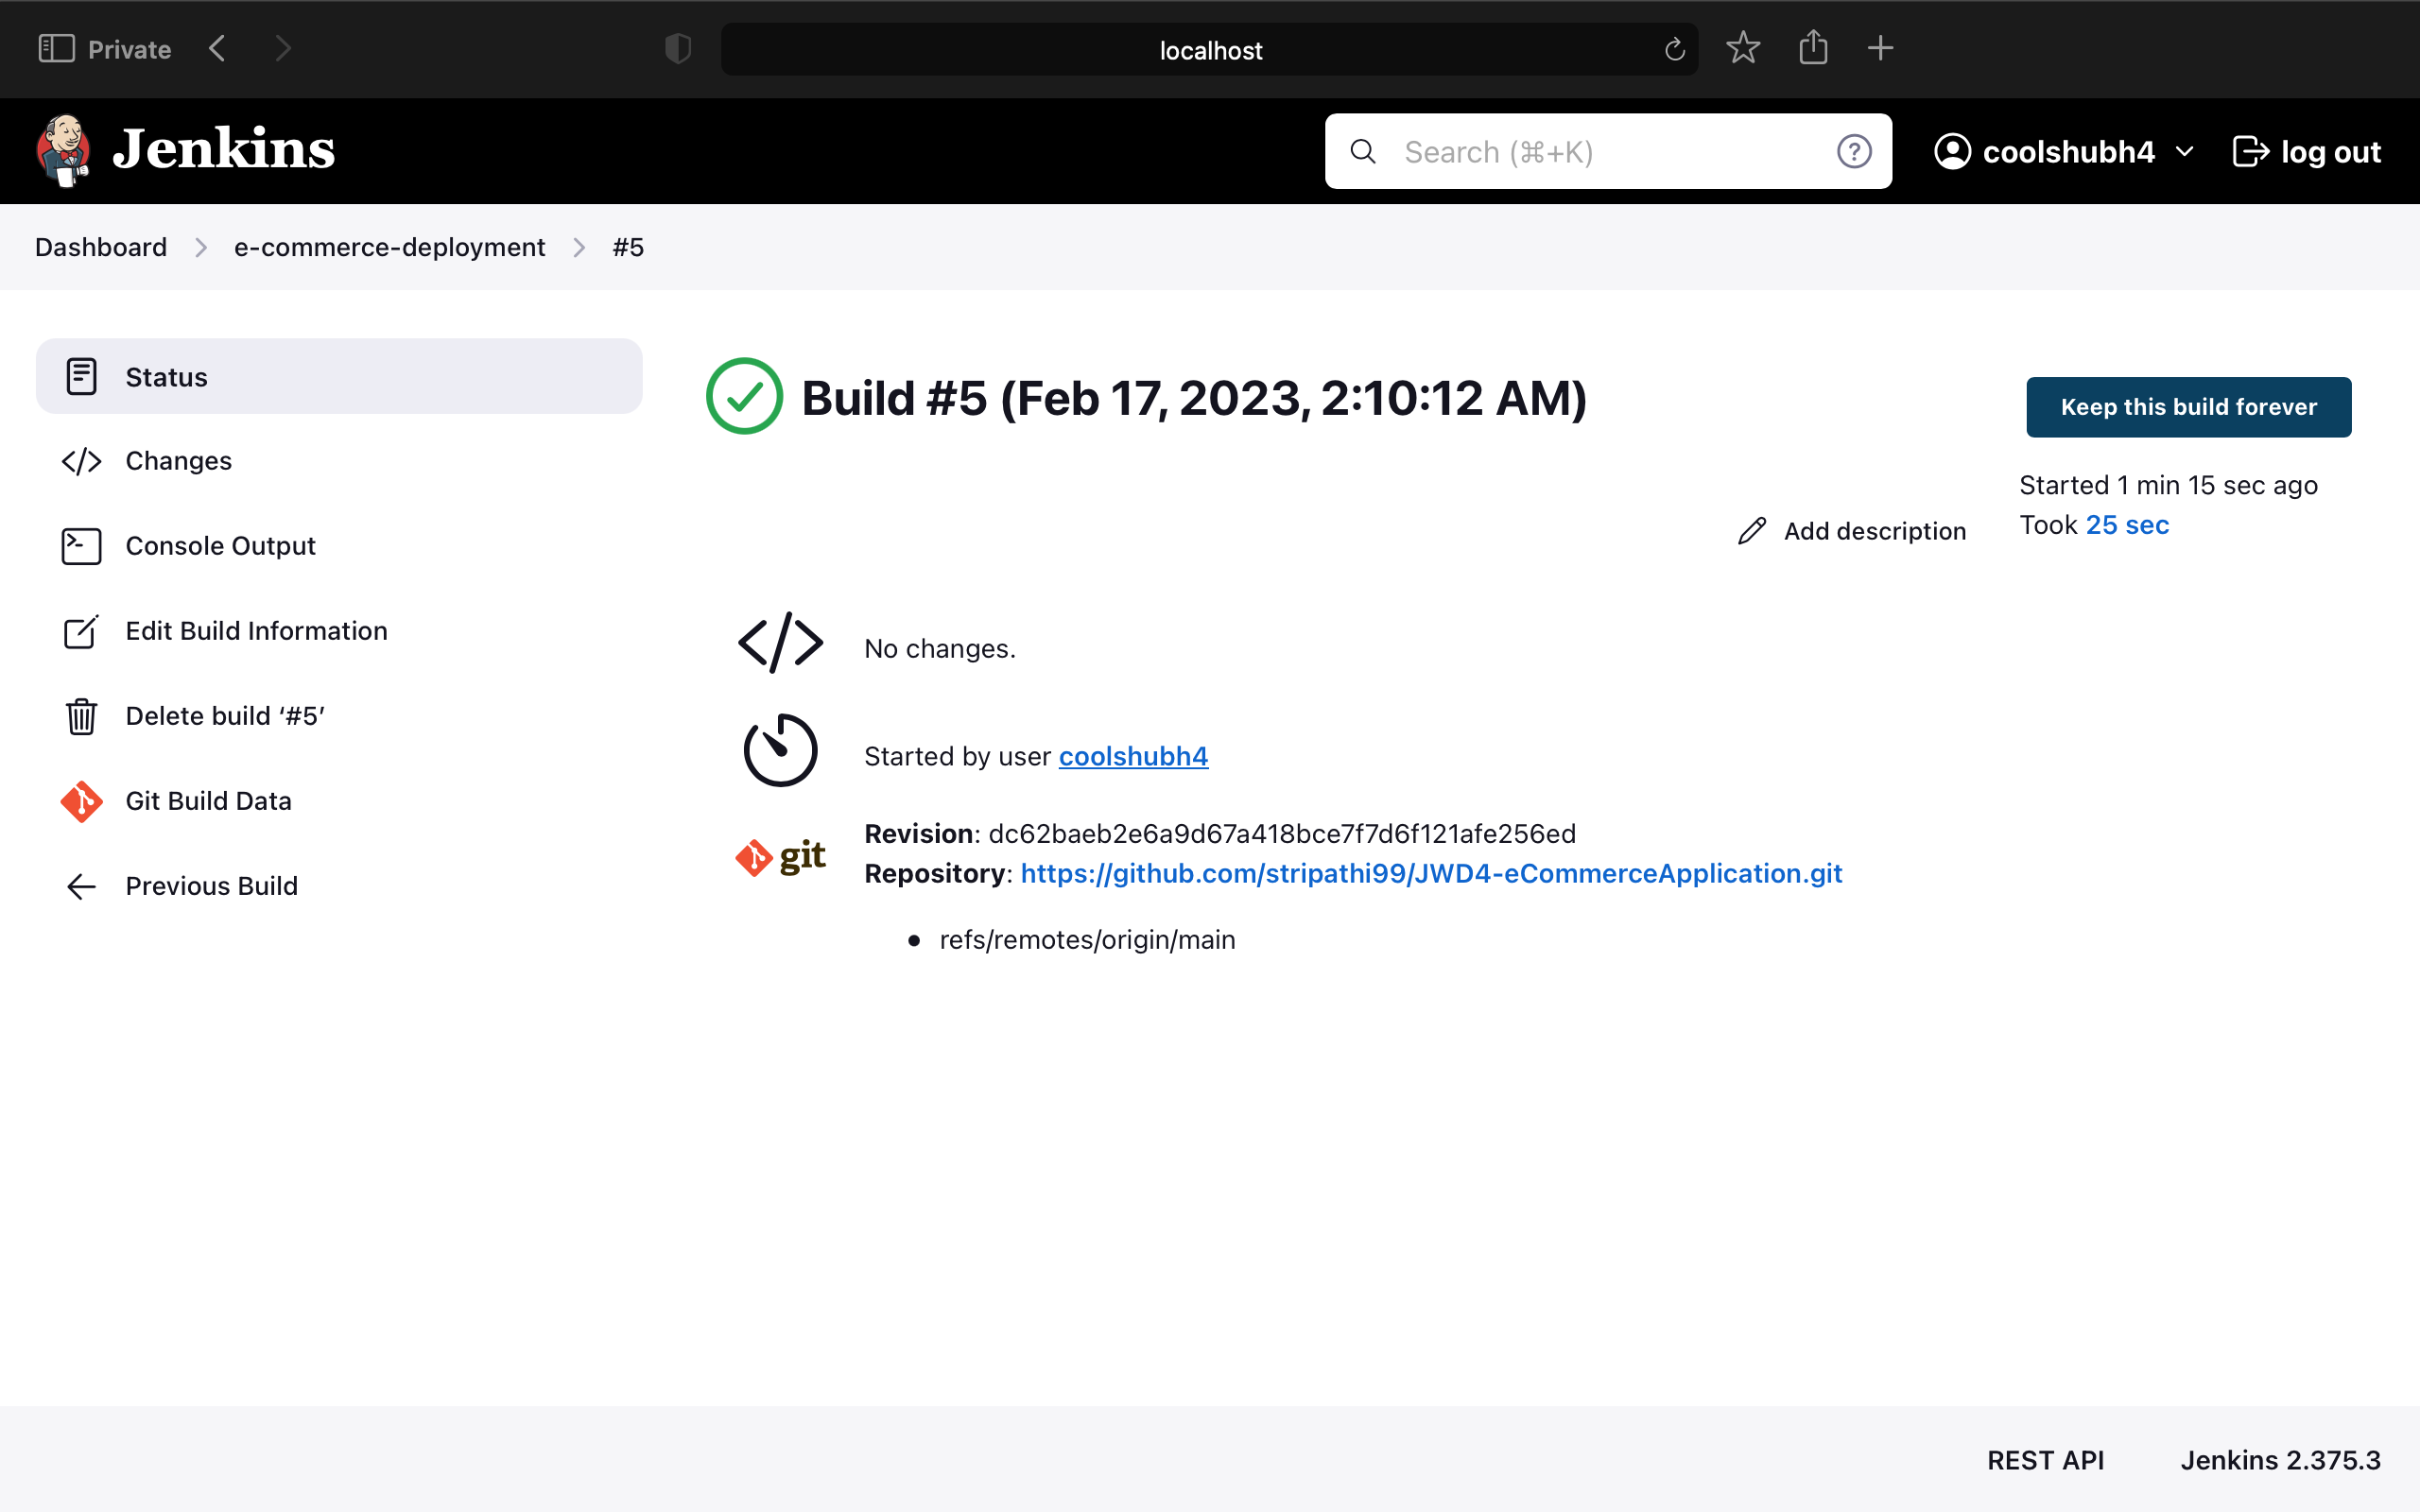 Private
localhost
Jenkins
Search (⌘+K)
coolshubh4
log out
Dashboard
e-commerce-deployment
#5
Status
Changes
Console Output
Edit Build Information
Delete build ‘#5’
Git Build Data
Previous Build
Build #5 (Feb 17, 2023, 2:10:12 AM)
Keep this build forever
Started 1 min 15 sec ago
Took 25 sec
Add description
No changes.
Started by user coolshubh4
git
Revision: dc62baeb2e6a9d67a418bce7f7d6f121afe256ed
Repository: https://github.com/stripathi99/JWD4-eCommerceApplication.git
refs/remotes/origin/main
REST API
Jenkins 2.375.3